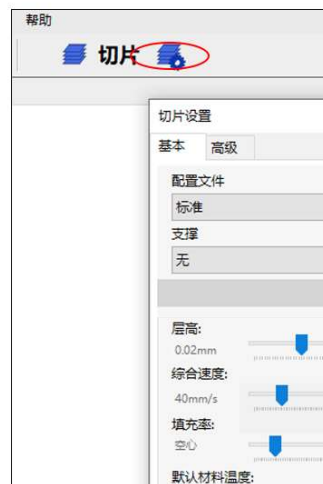 帮助
切片
切片设置
基本 高级
配置文件
标准
支撑
无
层高:
0.02mm
综合速度:
40mm/s
填充率:
空心
默认材料温度: